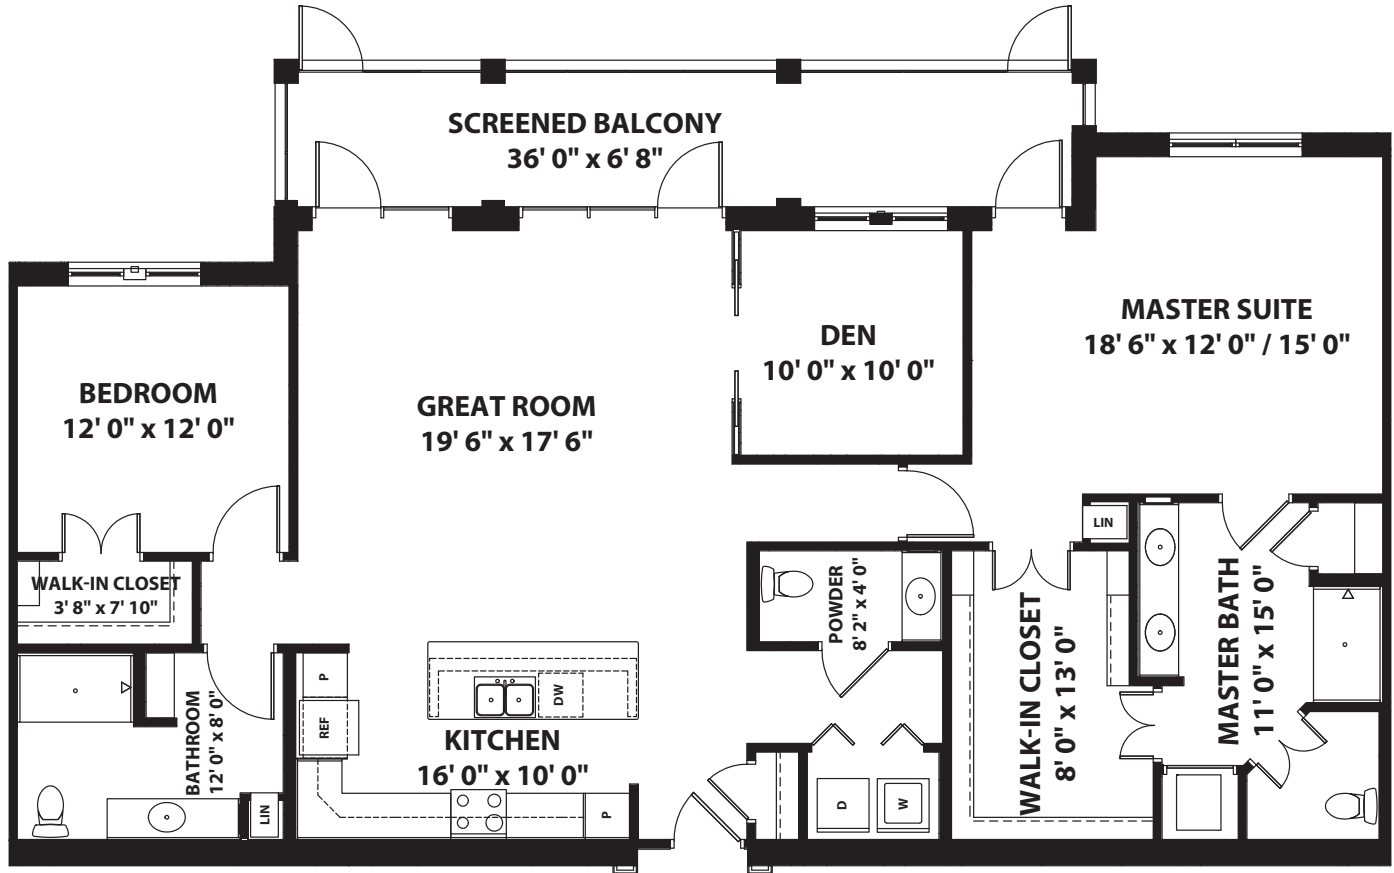 SCREENED BALCONY
36' 0" x 6' 8"
MASTER SUITE
18' 6" x 12' 0" / 15' 0"
DEN
10' 0" x 10' 0"
BEDROOM
12' 0" x 12' 0"
GREAT ROOM
19' 6" x 17' 6"
LIN
WALK-IN CLOSET
3' 8" x 7' 10"
POWDER
8' 2" x 4' 0"
WALK-IN CLOSET
8' 0" x 13' 0"
MASTER BATH
11' 0" x 15' 0"
BATHROOM
12' 0" x 8' 0"
P
REF
DW
KITCHEN
16' 0" x 10' 0"
LIN
P
D
W